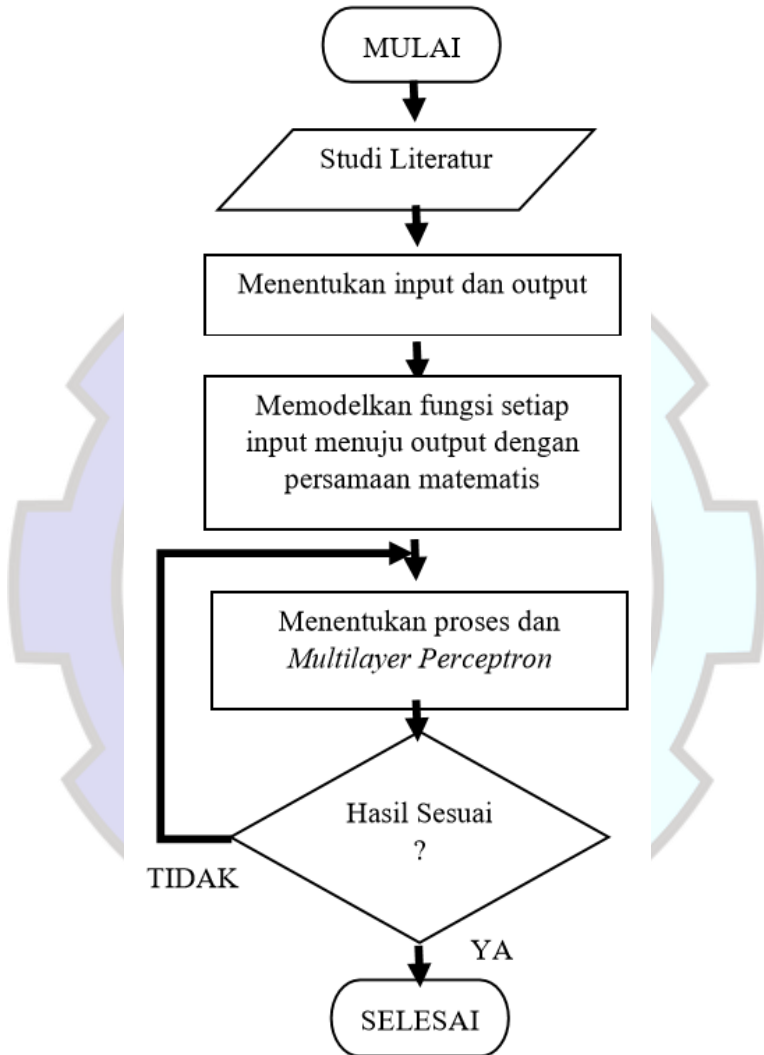 MULAI
Studi Literatur
Menentukan input dan output
Memodelkan fungsi setiap
input menuju output dengan
persamaan matematis
Menentukan proses dan
Multilayer Perceptron
Hasil Sesuai
?
TIDAK
YA
SELESAI